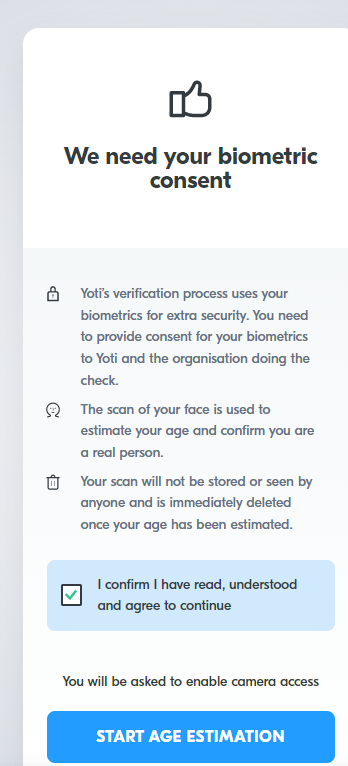 We need your biometric
consent
Yoti's verification process uses your
biometrics for extra security. You need
to provide consent for your biometrics
to Yoti and the organisation doing the
check.
The scan of your face is used to
estimate your age and confirm you are
a real person.
Your scan will not be stored or seen by
anyone and is immediately deleted
once your age has been estimated.
I confirm I have read, understood
and agree to continue
You will be asked to enable camera access
START AGE ESTIMATION